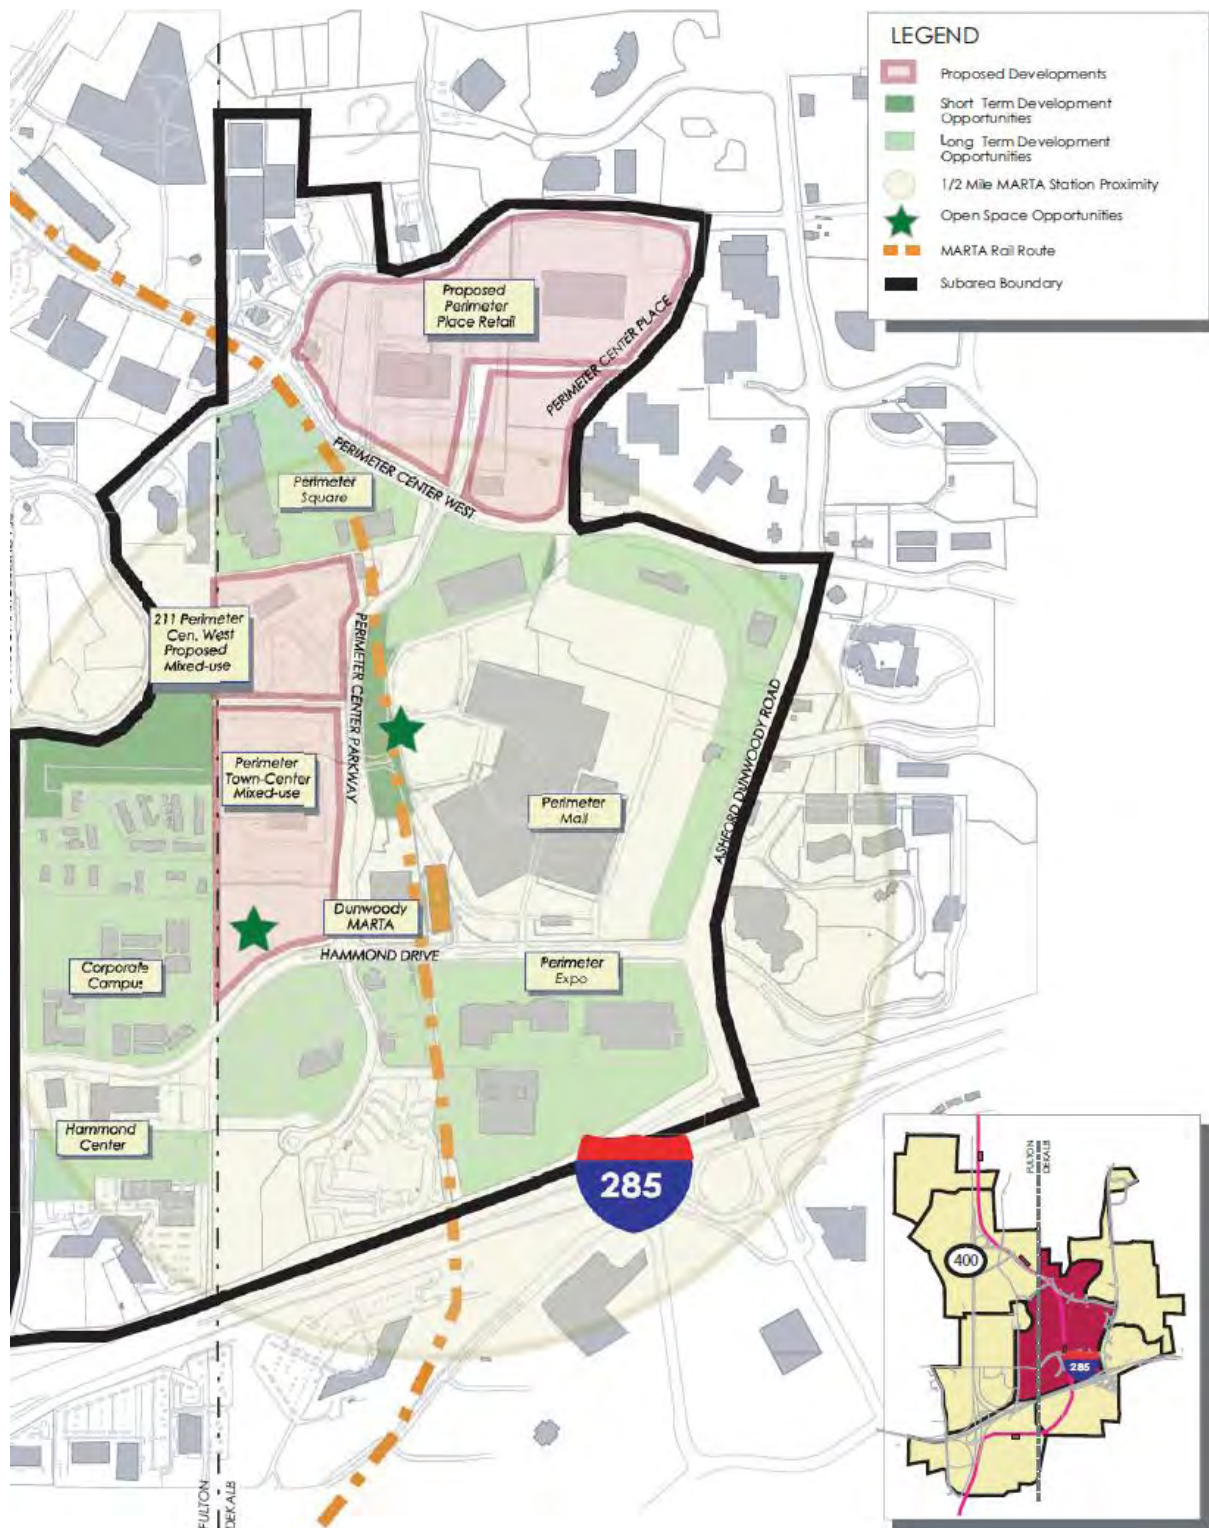 LEGEND
Proposed Developments
Short Term Development
Opportunities
Long Term Development
Opportunities
1/2 Mile MARTA Station Proximity
Open Space Opportunities
MARTA Rail Route
Subarea Boundary
Proposed
Perimeter
Place Retail
PERIMETER CENTER PLACE
PERIMETER CENTER WEST
Perimeter
Square
211 Perimeter
Cen. West
Proposed
Mixed-use
PERIMETER CENTER PARKWAY
Perimeter
Town-Center
Mixed-use
Perimeter
Mall
ASHFORD DUNWOODY ROAD
Dunwoody
MARTA
HAMMOND DRIVE
Perimeter
Expo
Corporate
Campus
Hammond
Center
285
FULTON
DEKALB
FULTON
DEKALB
400
285